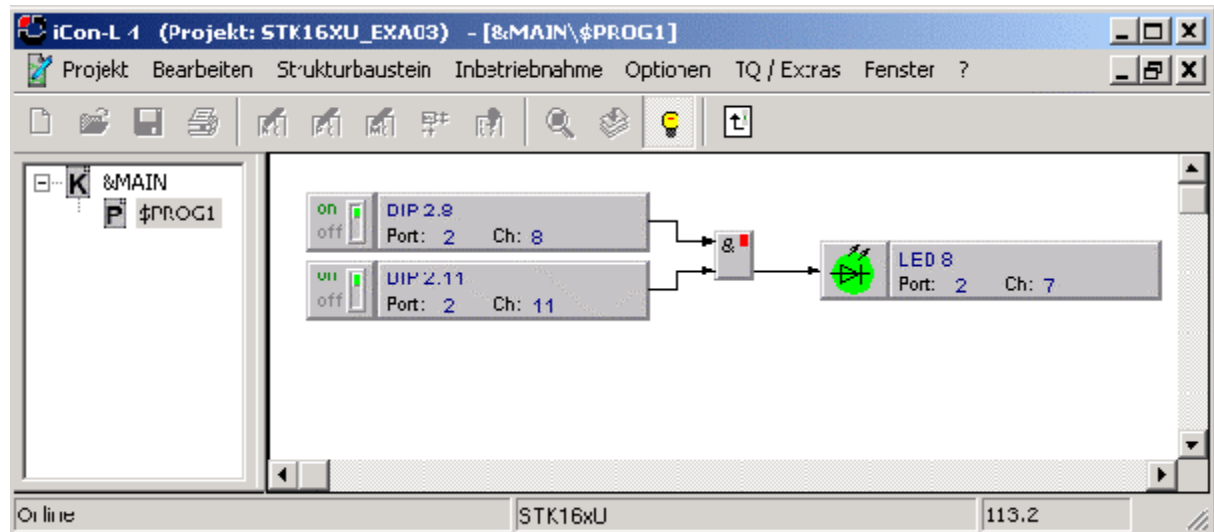 iCon-L 4 (Projekt: STK16XU_EXA03) - [&MAIN\$PROG1]
Projekt Bearbeiten Strukturbaustein Inbetriebnahme Optionen TQ / Extras Fenster ?
K &MAIN
P $PROG1
on DIP 2.8
off Port: 2 Ch: 8
on DIP 2.11
off Port: 2 Ch: 11
&
LED 8
Port: 2 Ch: 7
Online STK16xU 113.2